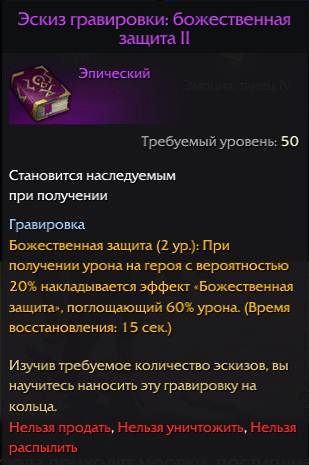 Эскиз гравировки: божественная
защита II
Эпический
Требуемый уровень: 50
Становится наследуемым
при получении
Гравировка
Божественная защита (2 ур.): При
получении урона на героя с вероятностью
20% накладывается эффект «Божественная
защита», поглощающий 60% урона. (Время
восстановления: 15 сек.)
Изучив требуемое количество эскизов, вы
научитесь наносить эту гравировку на
кольца.
Нельзя продать, Нельзя уничтожить, Нельзя
распылить